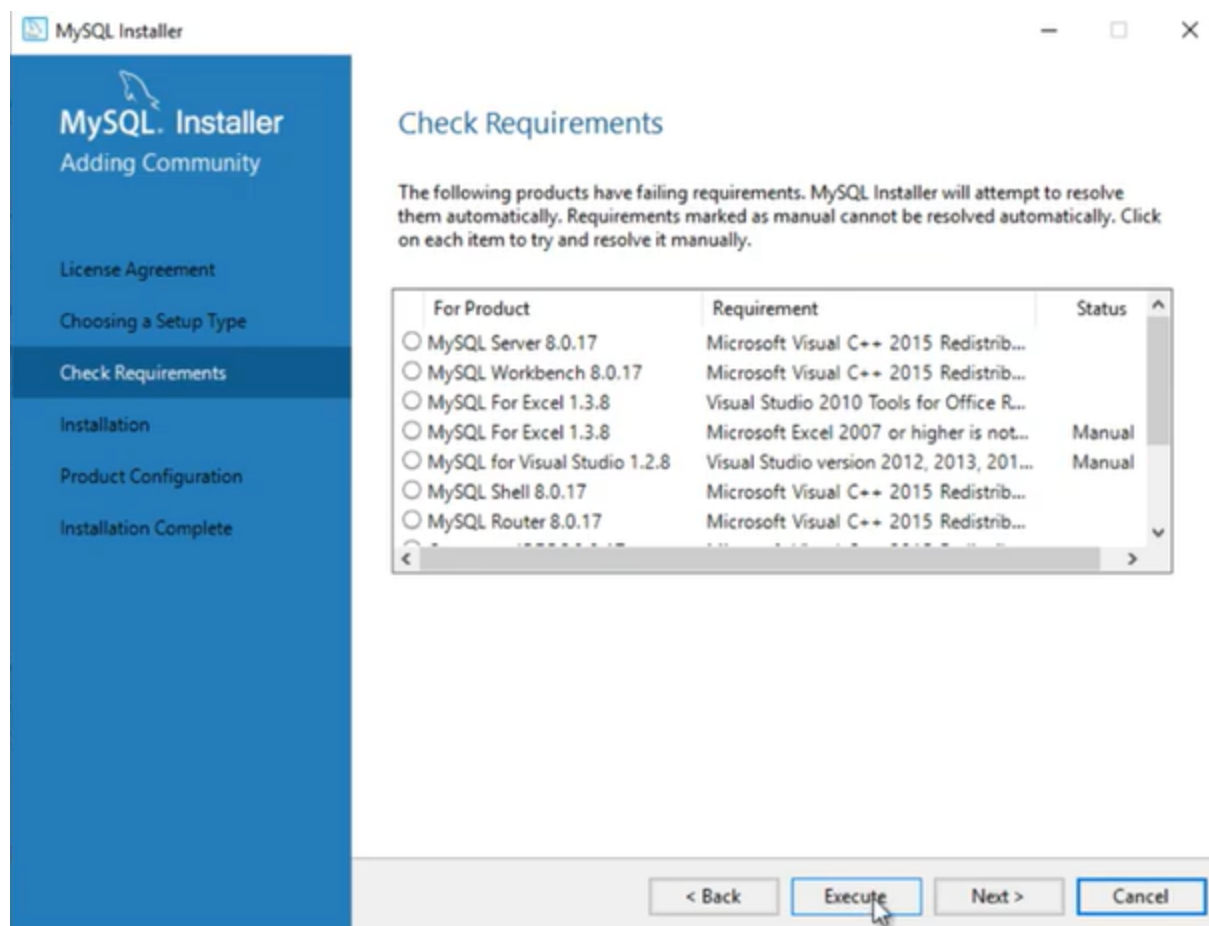 MySQL Installer
MySQL. Installer
Adding Community
License Agreement
Choosing a Setup Type
Check Requirements
Installation
Product Configuration
Installation Complete
Check Requirements
The following products have failing requirements. MySQL Installer will attempt to resolve
them automatically. Requirements marked as manual cannot be resolved automatically. Click
on each item to try and resolve it manually.
For Product Requirement Status
MySQL Server 8.0.17 Microsoft Visual C++ 2015 Redistrib...
MySQL Workbench 8.0.17 Microsoft Visual C++ 2015 Redistrib...
MySQL For Excel 1.3.8 Visual Studio 2010 Tools for Office R...
MySQL For Excel 1.3.8 Microsoft Excel 2007 or higher is not... Manual
MySQL for Visual Studio 1.2.8 Visual Studio version 2012, 2013, 201... Manual
MySQL Shell 8.0.17 Microsoft Visual C++ 2015 Redistrib...
MySQL Router 8.0.17 Microsoft Visual C++ 2015 Redistrib...
< Back Execute Next > Cancel